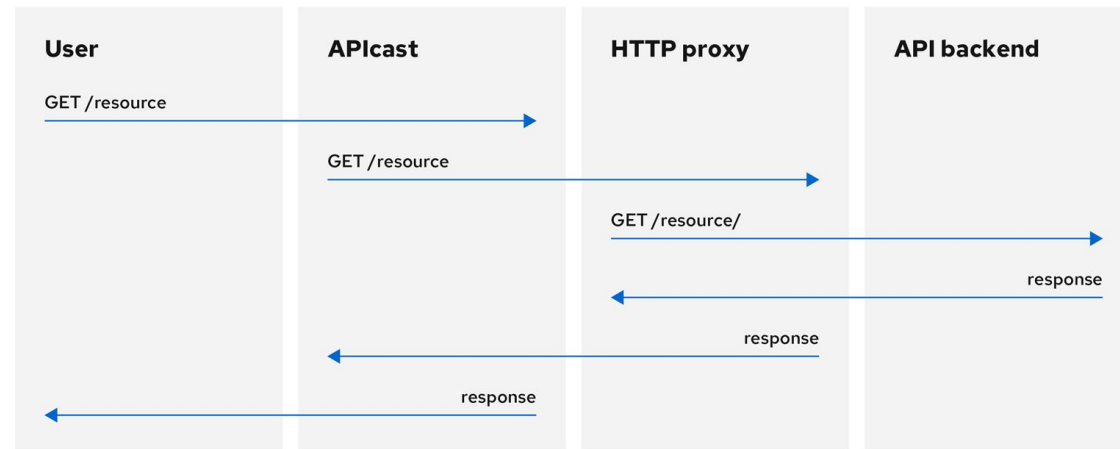 User
APIcast
HTTP proxy
API backend
GET /resource
GET /resource
GET /resource/
response
response
response